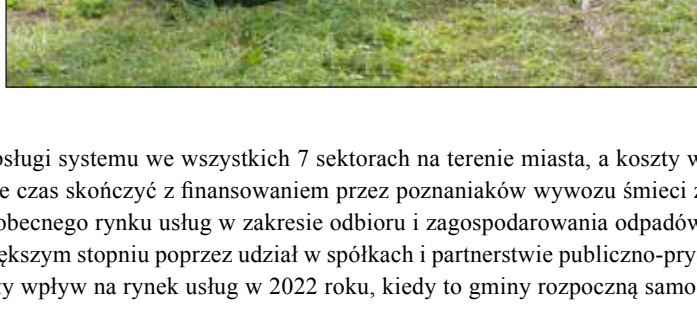 sługi systemu we wszystkich 7 sektorach na terenie miasta, a koszty w
e czas skończyć z finansowaniem przez poznaniaków wywozu śmieci z
obecnego rynku usług w zakresie odbioru i zagospodarowania odpadów
ększym stopniu poprzez udział w spółkach i partnerstwie publiczno-pry
y wpływ na rynek usług w 2022 roku, kiedy to gminy rozpoczną samo